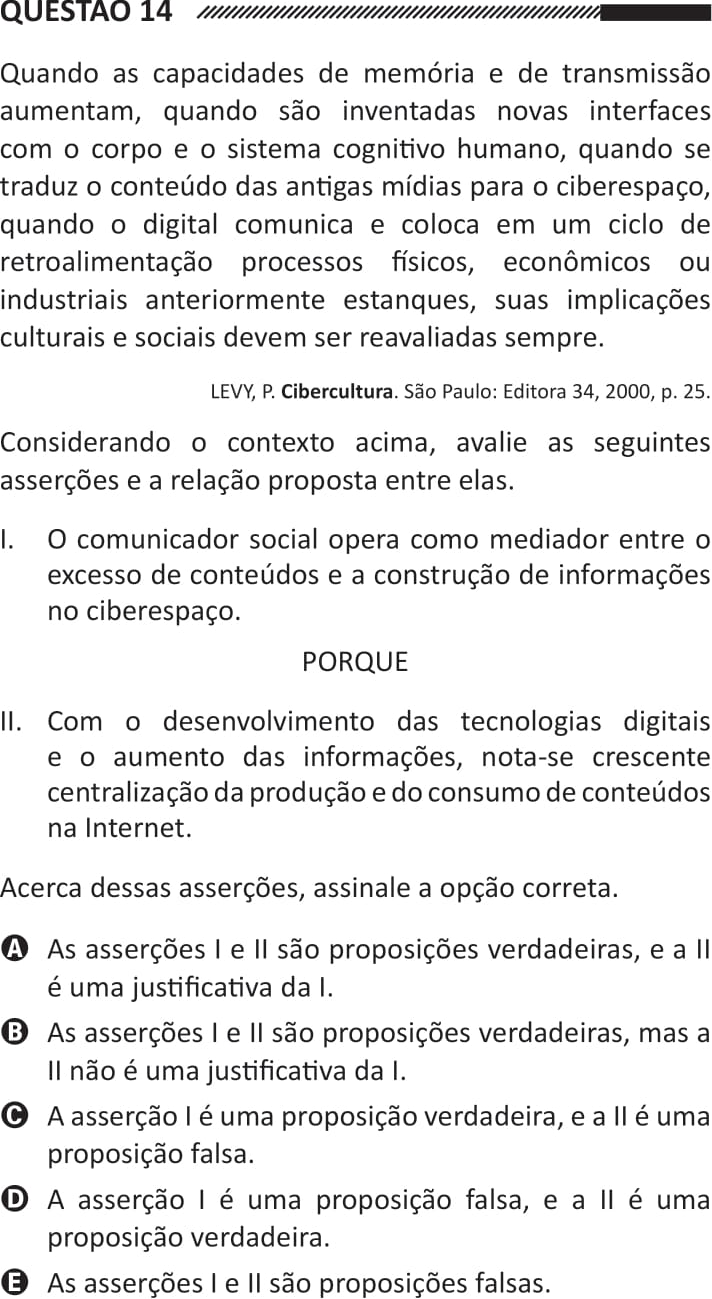 QUESTÃO 14
Quando as capacidades de memória e de transmissão
aumentam, quando são inventadas novas interfaces
com o corpo e o sistema cognitivo humano, quando se
traduz o conteúdo das antigas mídias para o ciberespaço,
quando o digital comunica e coloca em um ciclo de
retroalimentação processos físicos, econômicos ou
industriais anteriormente estanques, suas implicações
culturais e sociais devem ser reavaliadas sempre.
LEVY, P. Cibercultura. São Paulo: Editora 34, 2000, p. 25.
Considerando o contexto acima, avalie as seguintes
asserções e a relação proposta entre elas.
I. O comunicador social opera como mediador entre o
excesso de conteúdos e a construção de informações
no ciberespaço.
PORQUE
II. Com o desenvolvimento das tecnologias digitais
e o aumento das informações, nota-se crescente
centralização da produção e do consumo de conteúdos
na Internet.
Acerca dessas asserções, assinale a opção correta.
A As asserções I e II são proposições verdadeiras, e a II
é uma justificativa da I.
B As asserções I e II são proposições verdadeiras, mas a
II não é uma justificativa da I.
C A asserção I é uma proposição verdadeira, e a II é uma
proposição falsa.
D A asserção I é uma proposição falsa, e a II é uma
proposição verdadeira.
E As asserções I e II são proposições falsas.